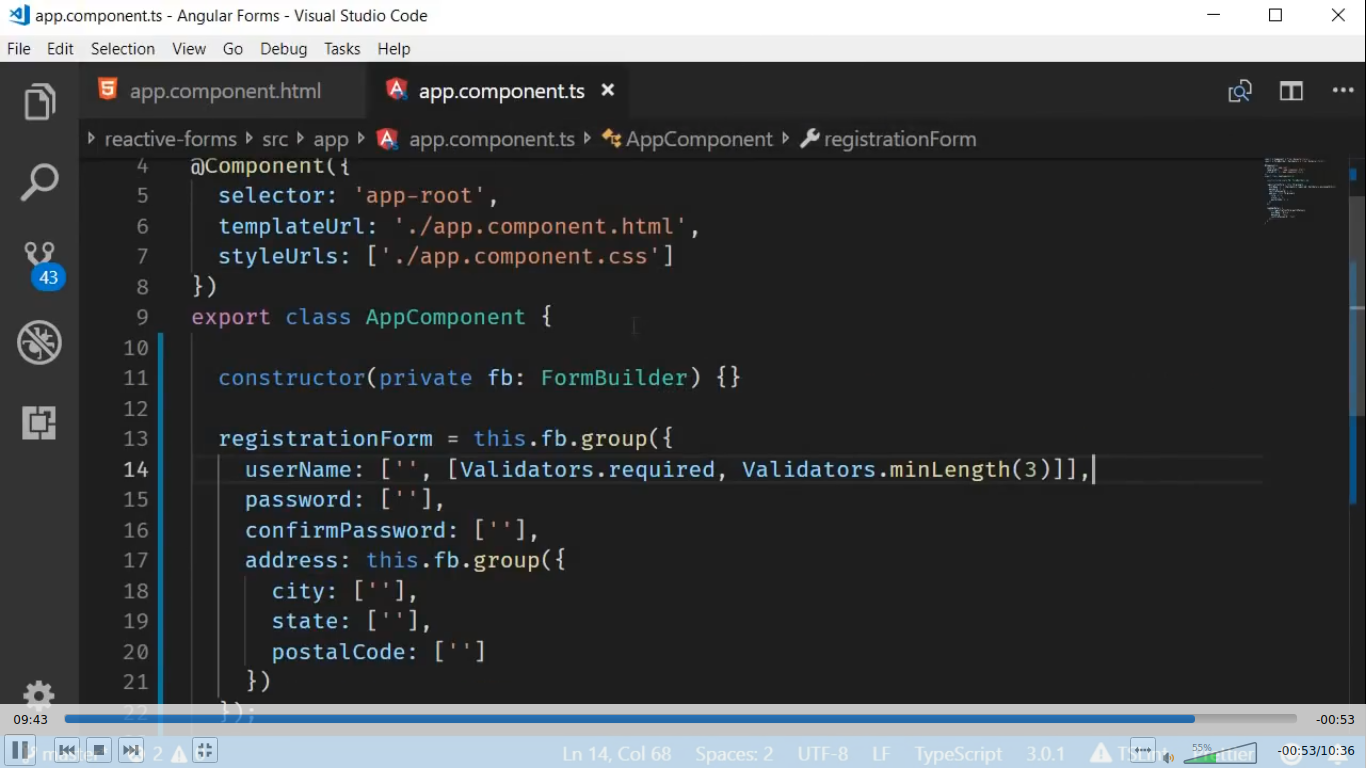 app.component.ts - Angular Forms - Visual Studio Code
File Edit Selection View Go Debug Tasks Help
app.component.html app.component.ts
reactive-forms src app app.component.ts AppComponent registrationForm
43
4 @Component({
5 selector: 'app-root',
6 templateUrl: './app.component.html',
7 styleUrls: ['./app.component.css']
8 })
9 export class AppComponent {
10
11 constructor(private fb: FormBuilder) {}
12
13 registrationForm = this.fb.group({
14 userName: ['', [Validators.required, Validators.minLength(3)]],
15 password: [''],
16 confirmPassword: [''],
17 address: this.fb.group({
18 city: [''],
19 state: [''],
20 postalCode: ['']
21 })
22 });
09:43 -00:53
2 Ln 14, Col 68 Spaces: 2 UTF-8 LF TypeScript 3.0.1 55% -00:53/10:36